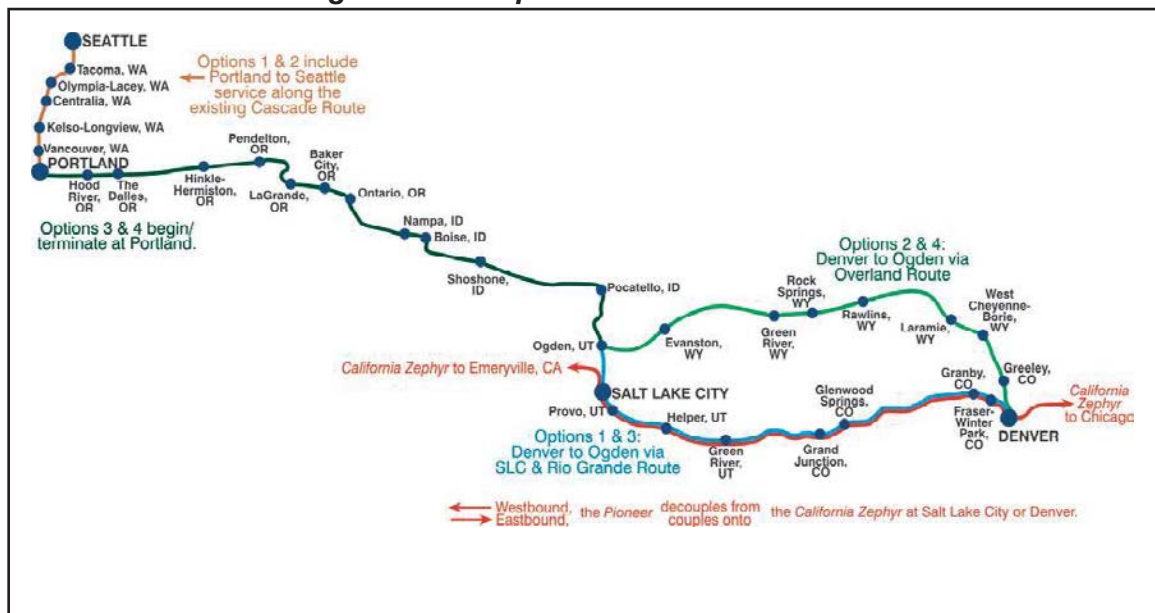 SEATTLE
Tacoma, WA
Olympia-Lacey, WA
Centralia, WA
Kelso-Longview, WA
Vancouver, WA
PORTLAND
Options 1 & 2 include
Portland to Seattle
service along the
existing Cascade Route
Hood
River,
OR
The
Dalles,
OR
Hinkle-
Hermiston,
OR
Pendelton,
OR
LaGrande,
OR
Baker
City,
OR
Ontario, OR
Options 3 & 4 begin/
terminate at Portland.
Nampa, ID
Boise, ID
Shoshone,
ID
Pocatello, ID
Options 2 & 4:
Denver to Ogden via
Overland Route
Ogden, UT
Evanston,
WY
Green
River,
WY
Rock
Springs,
WY
Rawlins,
WY
Laramie,
WY
West
Cheyenne-
Borie,
WY
Greeley,
CO
California Zephyr to Emeryville, CA
SALT LAKE CITY
Provo, UT
Helper, UT
Green
River,
UT
Grand
Junction,
CO
Glenwood
Springs,
CO
Granby,
CO
Fraser-
Winter
Park,
CO
DENVER
California
Zephyr
to Chicago
Options 1 & 3:
Denver to Ogden via
SLC & Rio Grande Route
Westbound, the Pioneer decouples from the California Zephyr at Salt Lake City or Denver.
Eastbound, couples onto